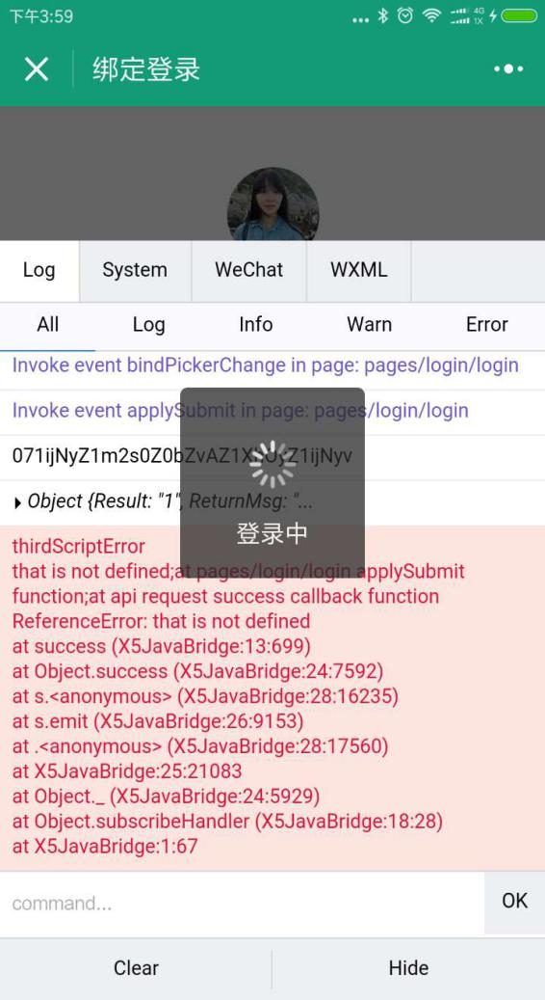 下午3:59
4G
1X
绑定登录
Log System WeChat WXML
All Log Info Warn Error
Invoke event bindPickerChange in page: pages/login/login
Invoke event applySubmit in page: pages/login/login
▸ Object {Result: "1", ReturnMsg: "...
登录中
thirdScriptError
that is not defined;at pages/login/login applySubmit
function;at api request success callback function
ReferenceError: that is not defined
at success (X5JavaBridge:13:699)
at Object.success (X5JavaBridge:24:7592)
at s.<anonymous> (X5JavaBridge:28:16235)
at s.emit (X5JavaBridge:26:9153)
at .<anonymous> (X5JavaBridge:28:17560)
at X5JavaBridge:25:21083
at Object._ (X5JavaBridge:24:5929)
at Object.subscribeHandler (X5JavaBridge:18:28)
at X5JavaBridge:1:67
command... OK
Clear Hide